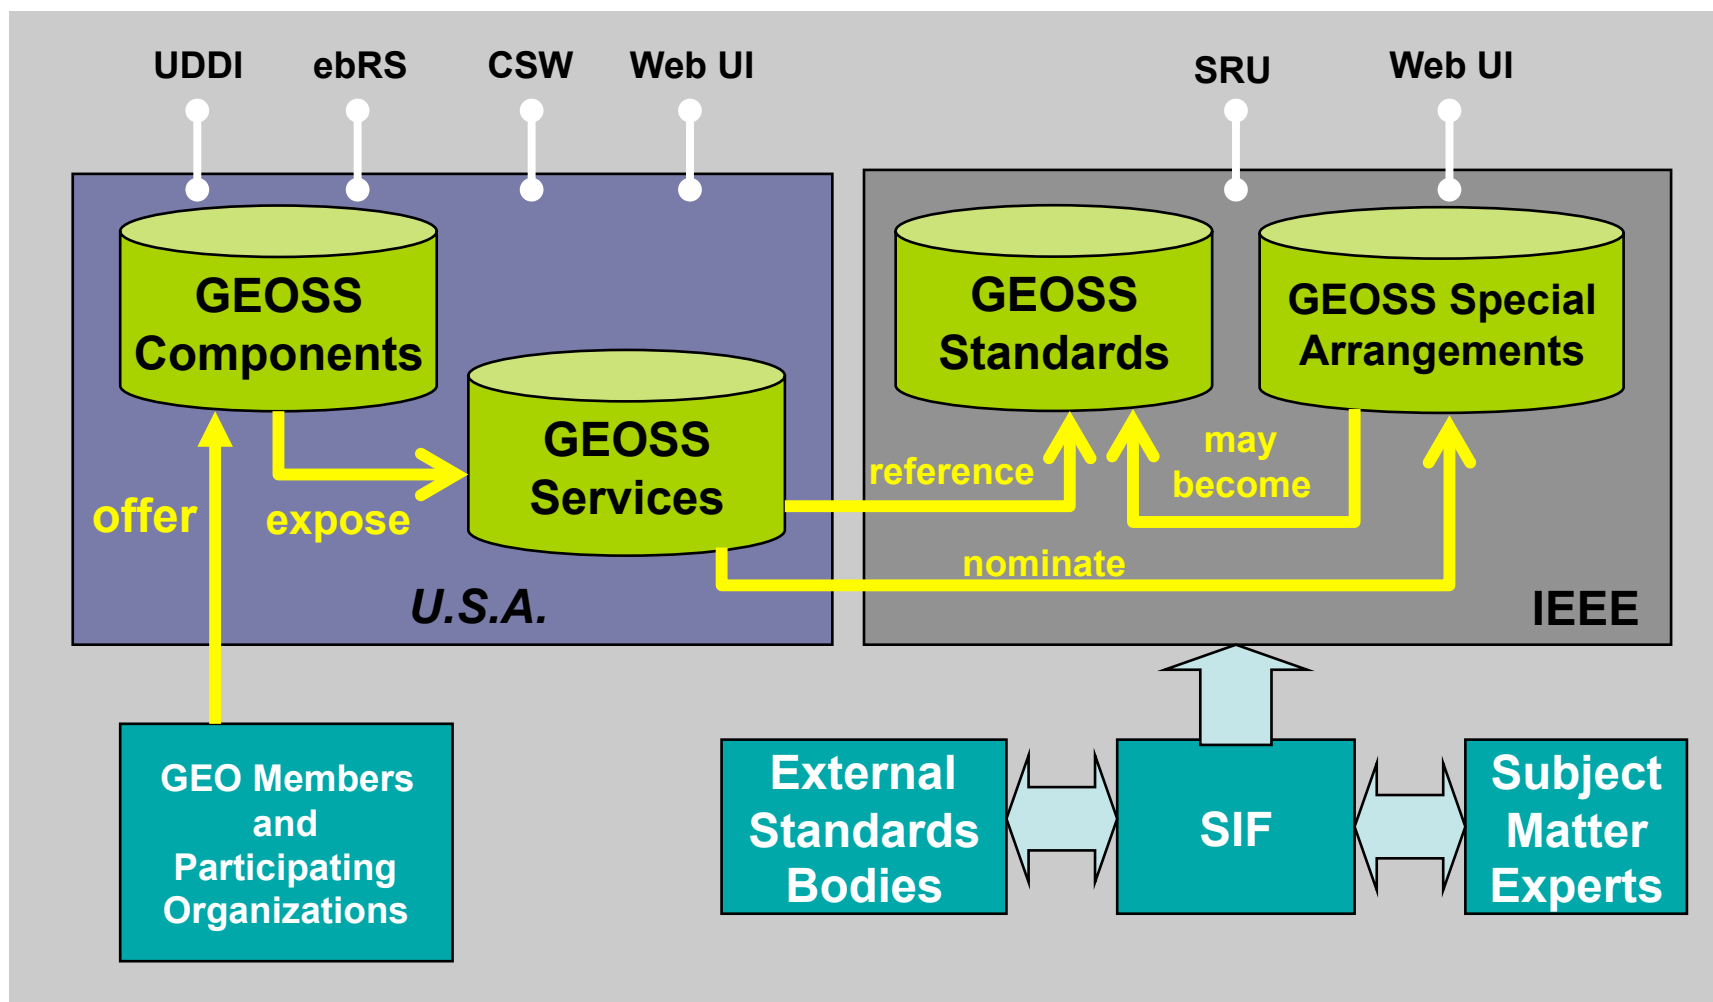 UDDI
ebRS
CSW
Web UI
SRU
Web UI
GEOSS
Components
GEOSS
Services
GEOSS
Standards
GEOSS Special
Arrangements
offer
expose
reference
may
become
nominate
U.S.A.
IEEE
GEO Members
and
Participating
Organizations
External
Standards
Bodies
SIF
Subject
Matter
Experts